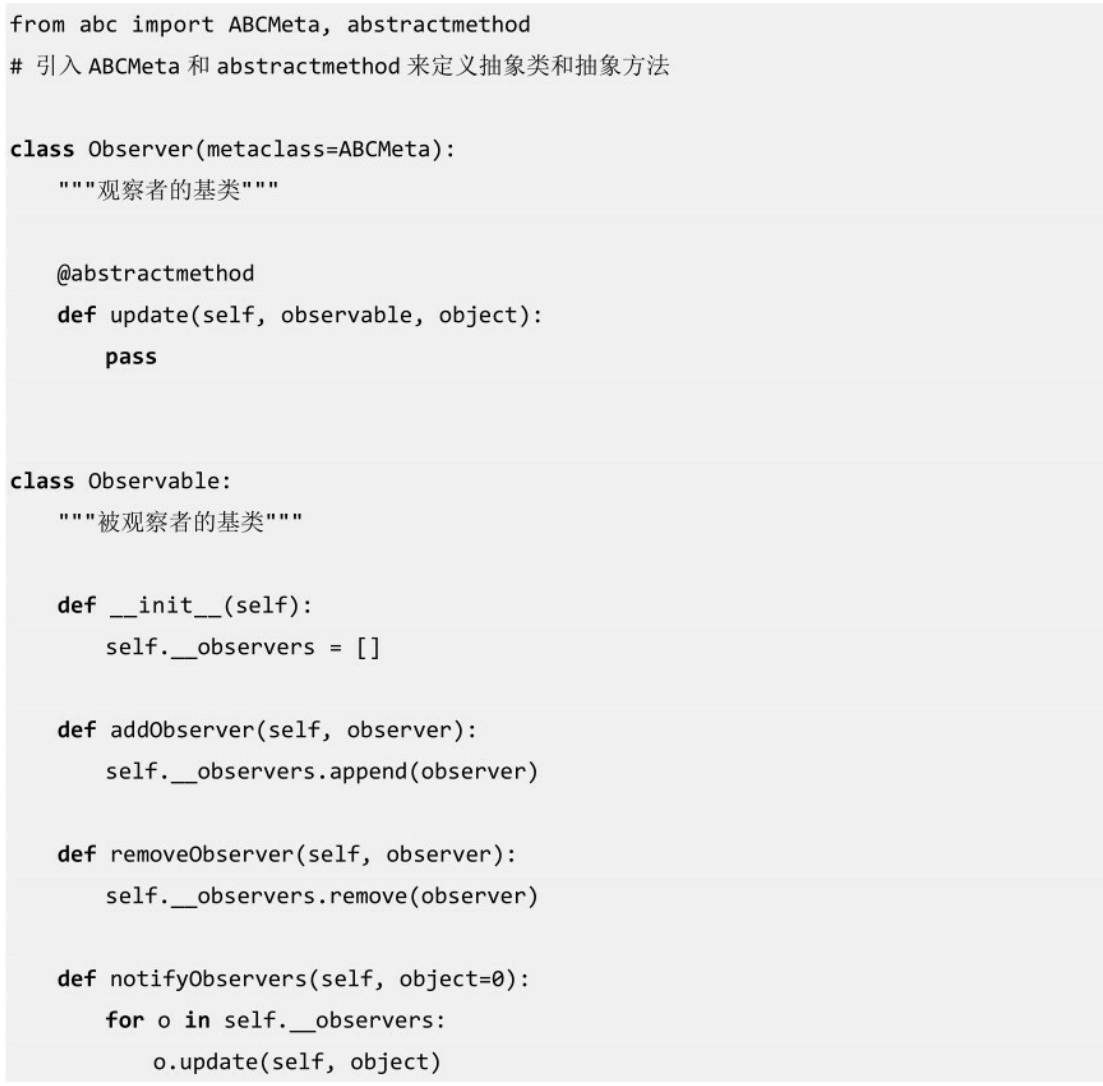 from abc import ABCMeta, abstractmethod
# 引入 ABCMeta 和 abstractmethod 来定义抽象类和抽象方法
class Observer(metaclass=ABCMeta):
"""观察者的基类"""
@abstractmethod
def update(self, observable, object):
pass
class Observable:
"""被观察者的基类"""
def __init__(self):
self.__observers = []
def addObserver(self, observer):
self.__observers.append(observer)
def removeObserver(self, observer):
self.__observers.remove(observer)
def notifyObservers(self, object=0):
for o in self.__observers:
o.update(self, object)